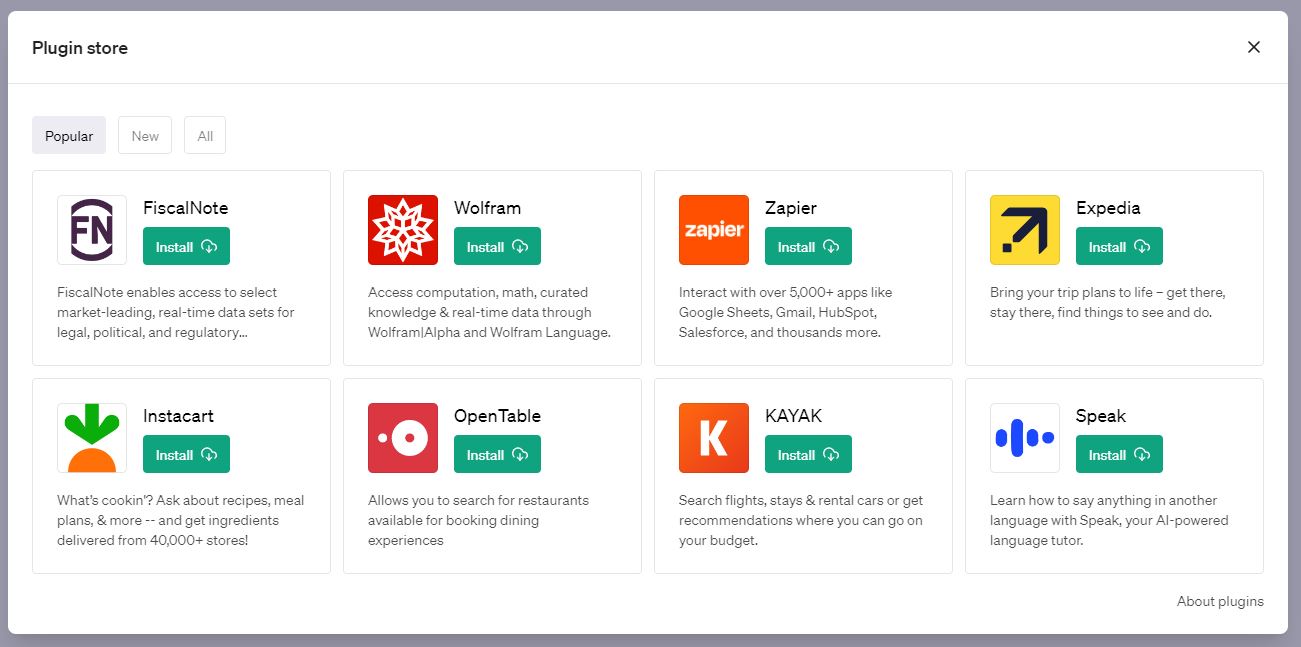 Plugin store
Popular
New
All
FN
FiscalNote
Install
FiscalNote enables access to select
market-leading, real-time data sets for
legal, political, and regulatory...
Wolfram
Install
Access computation, math, curated
knowledge & real-time data through
Wolfram|Alpha and Wolfram Language.
zapier
Zapier
Install
Interact with over 5,000+ apps like
Google Sheets, Gmail, HubSpot,
Salesforce, and thousands more.
Expedia
Install
Bring your trip plans to life – get there,
stay there, find things to see and do.
Instacart
Install
What's cookin'? Ask about recipes, meal
plans, & more -- and get ingredients
delivered from 40,000+ stores!
OpenTable
Install
Allows you to search for restaurants
available for booking dining
experiences
K
KAYAK
Install
Search flights, stays & rental cars or get
recommendations where you can go on
your budget.
Speak
Install
Learn how to say anything in another
language with Speak, your AI-powered
language tutor.
About plugins